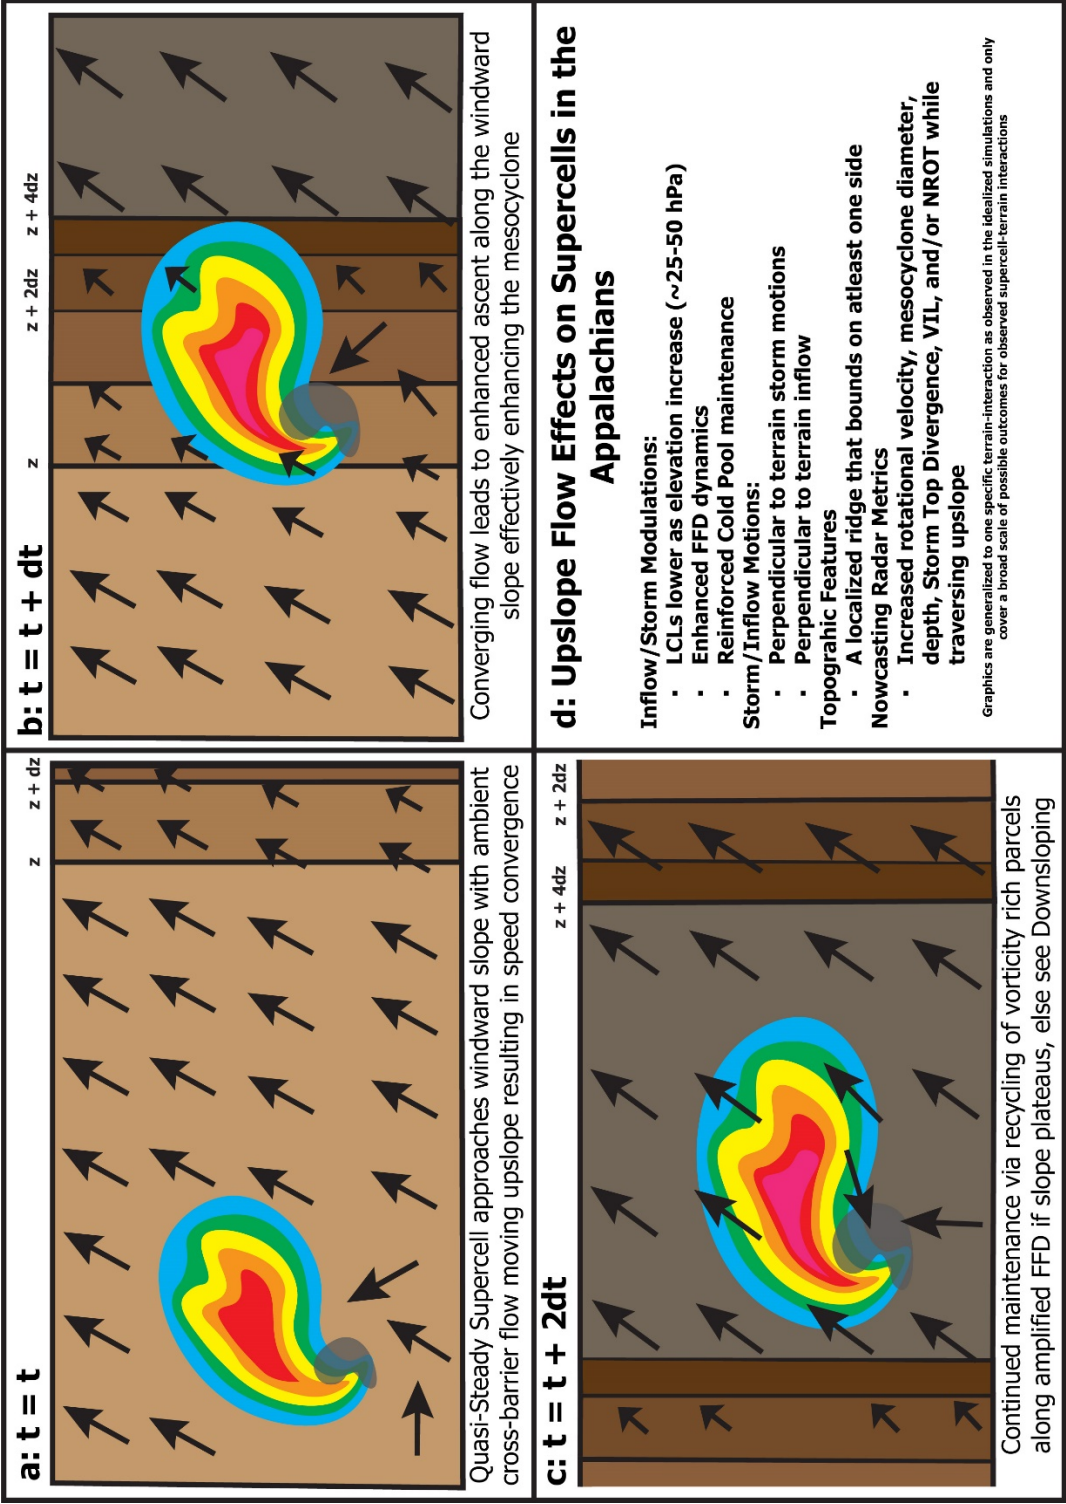 a: t = t
z
z + dz
Quasi-Steady Supercell approaches windward slope with ambient
cross-barrier flow moving upslope resulting in speed convergence
b: t = t + dt
z
z + 2dz
z + 4dz
Converging flow leads to enhanced ascent along the windward
slope effectively enhancing the mesocyclone
c: t = t + 2dt
z + 4dz
z + 2dz
Continued maintenance via recycling of vorticity rich parcels
along amplified FFD if slope plateaus, else see Downsloping
d: Upslope Flow Effects on Supercells in the
Appalachians
Inflow/Storm Modulations:
· LCLs lower as elevation increase (~25-50 hPa)
· Enhanced FFD dynamics
· Reinforced Cold Pool maintenance
Storm/Inflow Motions:
· Perpendicular to terrain storm motions
· Perpendicular to terrain inflow
Topograhic Features
· A localized ridge that bounds on atleast one side
Nowcasting Radar Metrics
· Increased rotational velocity, mesocyclone diameter,
depth, Storm Top Divergence, VIL, and/or NROT while
traversing upslope
Graphics are generalized to one specific terrain-interaction as observed in the idealized simulations and only
cover a broad scale of possible outcomes for observed supercell-terrain interactions